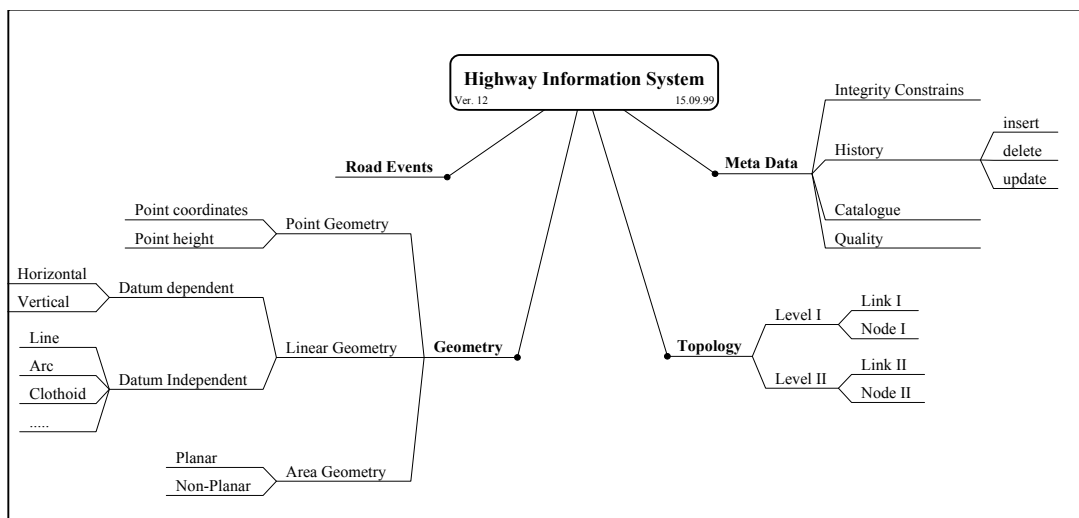 Highway Information System
Ver. 12
15.09.99
Road Events
Geometry
Point Geometry
Point coordinates
Point height
Linear Geometry
Datum dependent
Horizontal
Vertical
Datum Independent
Line
Arc
Clothoid
.....
Area Geometry
Planar
Non-Planar
Meta Data
Integrity Constrains
History
insert
delete
update
Catalogue
Quality
Topology
Level I
Link I
Node I
Level II
Link II
Node II